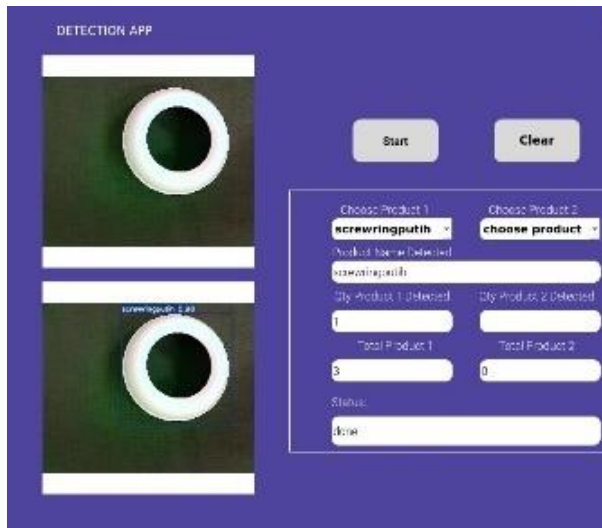 DETECTION APP
Start
Clear
Choose Product 1
Choose Product 2
screwringputih
choose product
Product Name Detected
screwringputih
Qty Product 1 Detected
Qty Product 2 Detected
1
Total Product 1
Total Product 2
3
0
Status:
done
screwringputih